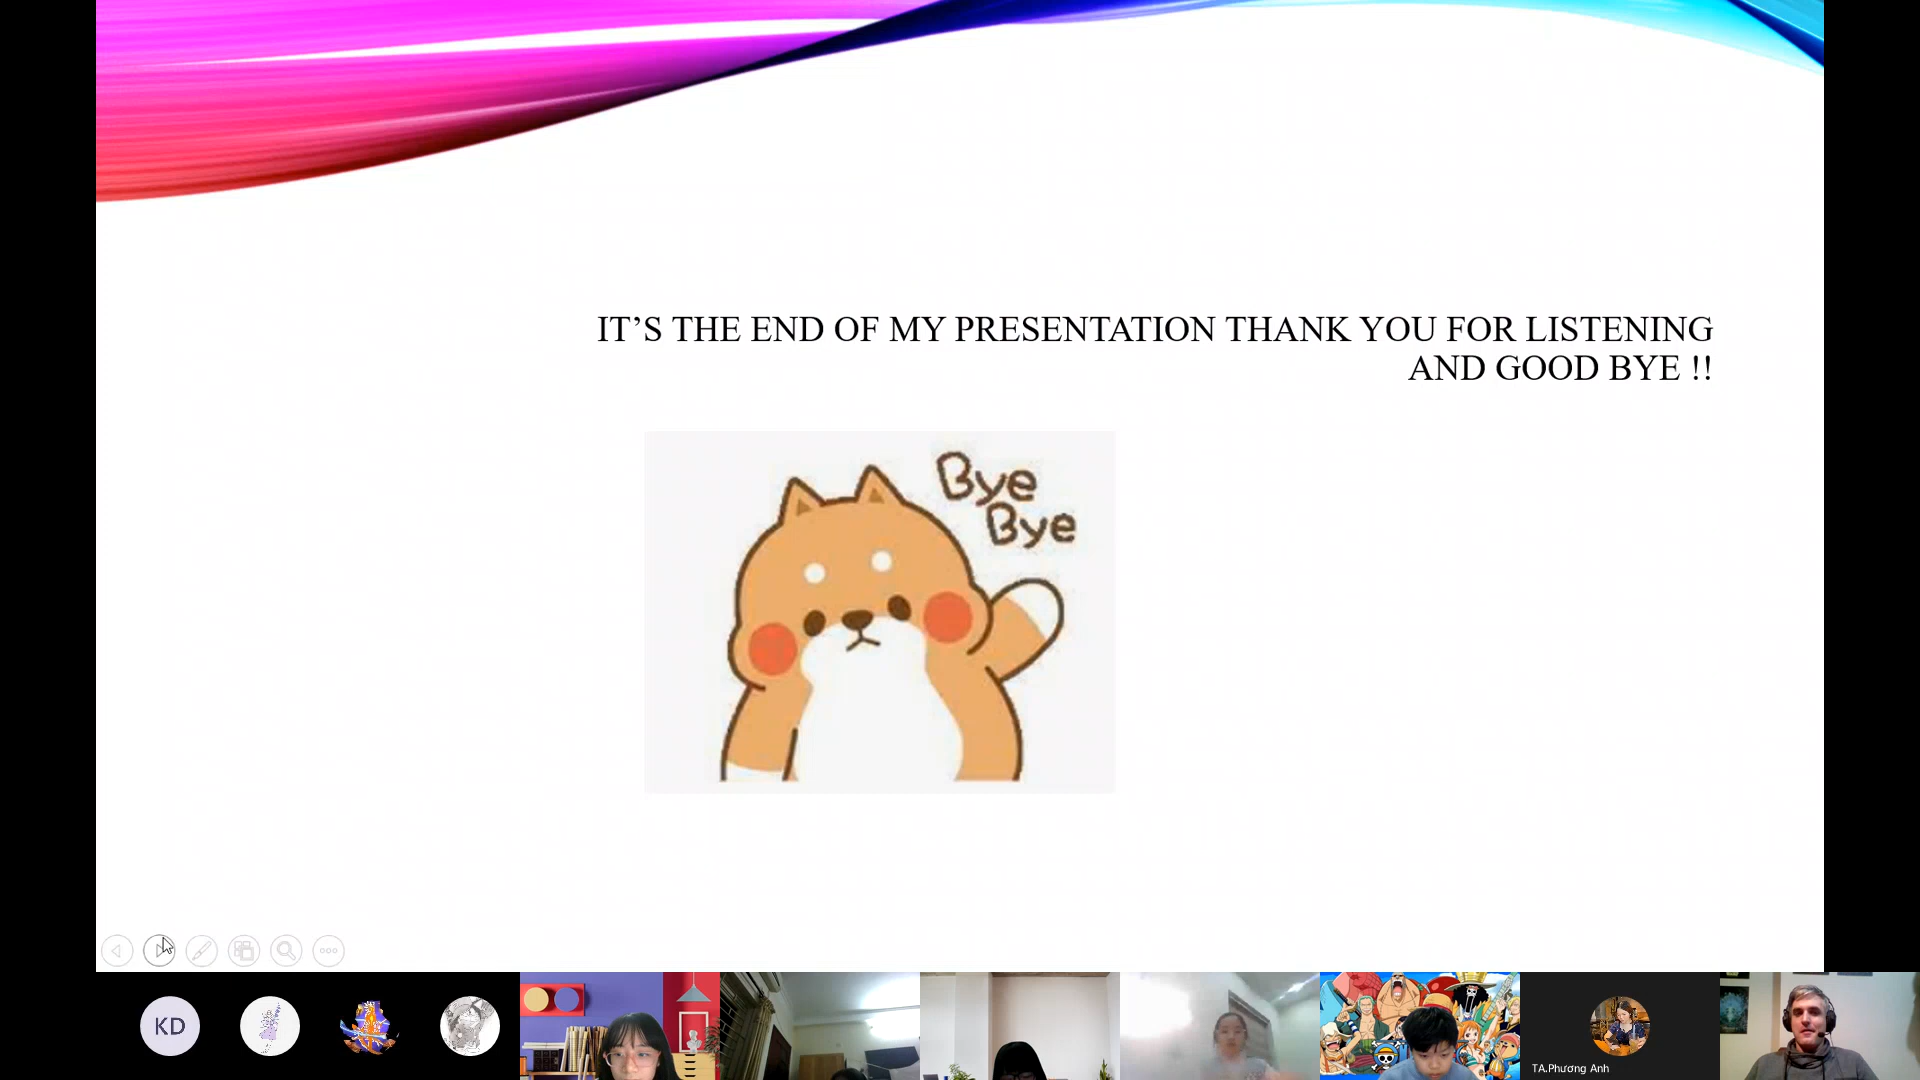 IT’S THE END OF MY PRESENTATION THANK YOU FOR LISTENING
AND GOOD BYE !!
Bye
Bye
KD
TA.Phương Anh